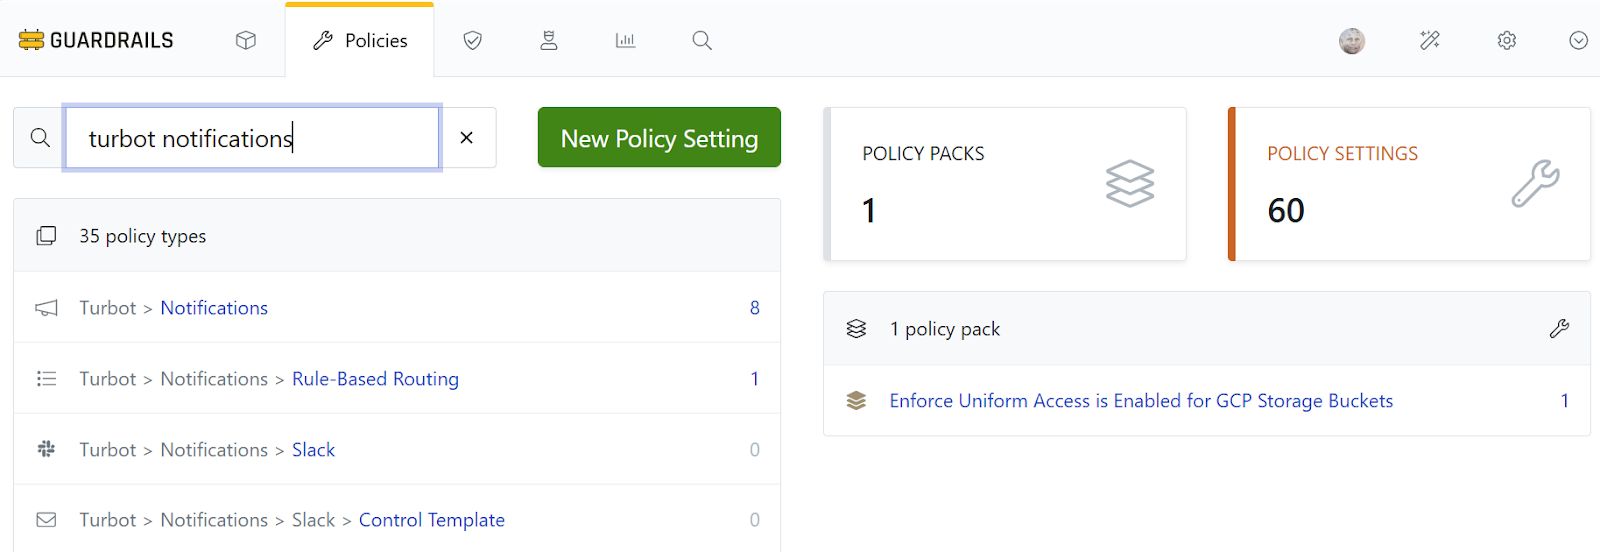 GUARDRAILS
Policies
turbot notifications
New Policy Setting
35 policy types
Turbot > Notifications 8
Turbot > Notifications > Rule-Based Routing 1
Turbot > Notifications > Slack 0
Turbot > Notifications > Slack > Control Template 0
POLICY PACKS
1
POLICY SETTINGS
60
1 policy pack
Enforce Uniform Access is Enabled for GCP Storage Buckets 1